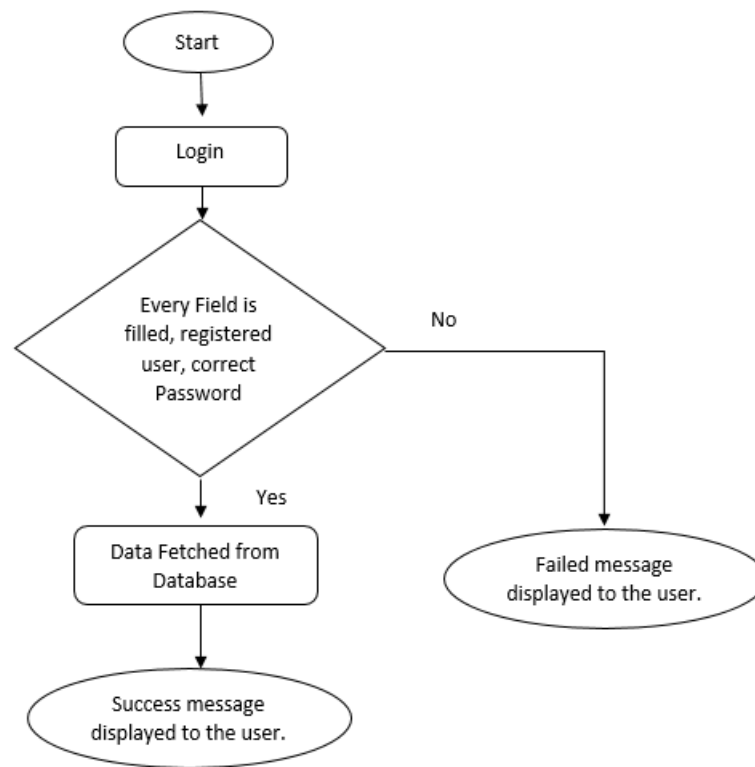 Start
Login
Every Field is
filled, registered
user, correct
Password
No
Yes
Data Fetched from
Database
Failed message
displayed to the user.
Success message
displayed to the user.